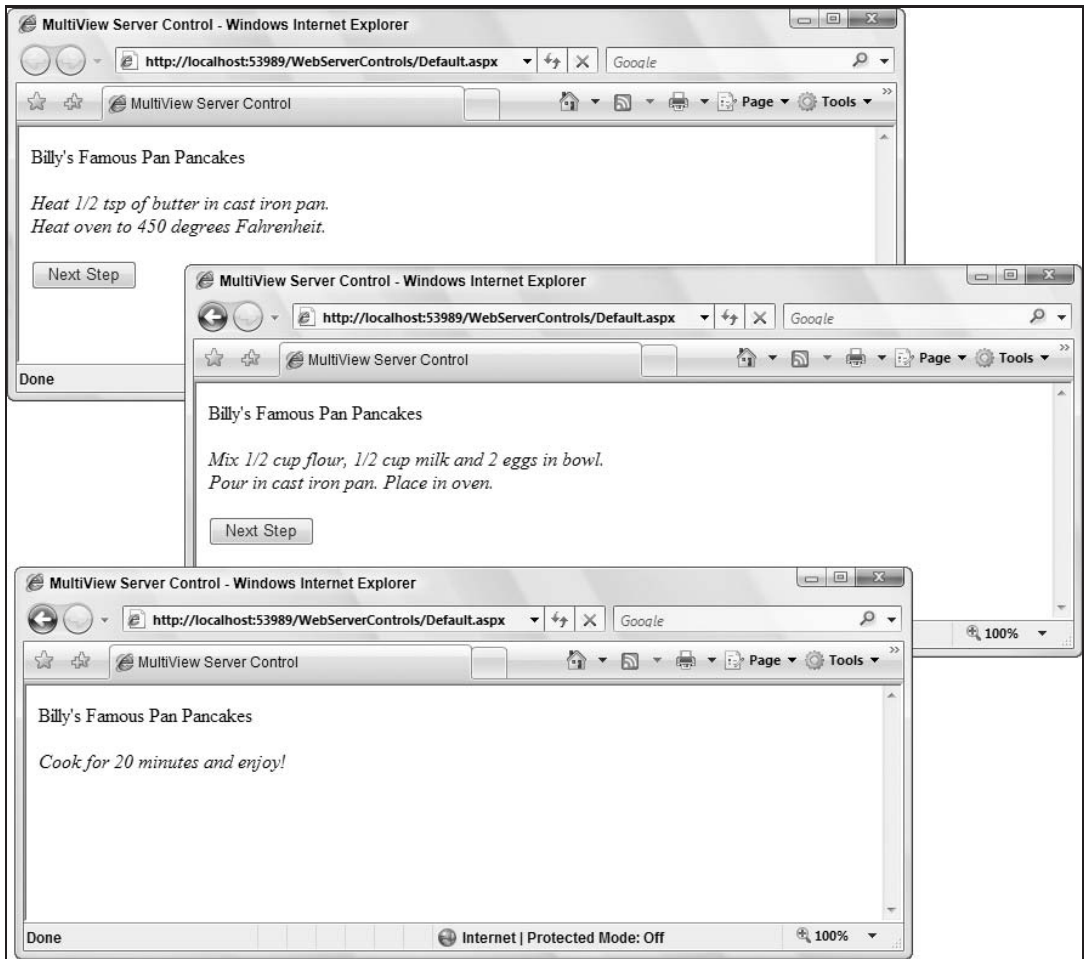 MultiView Server Control - Windows Internet Explorer
http://localhost:53989/WebServerControls/Default.aspx
Google
MultiView Server Control
Page
Tools
Billy's Famous Pan Pancakes
Heat 1/2 tsp of butter in cast iron pan.
Heat oven to 450 degrees Fahrenheit.
Next Step
Done
MultiView Server Control - Windows Internet Explorer
http://localhost:53989/WebServerControls/Default.aspx
Google
MultiView Server Control
Page
Tools
Billy's Famous Pan Pancakes
Mix 1/2 cup flour, 1/2 cup milk and 2 eggs in bowl.
Pour in cast iron pan. Place in oven.
Next Step
100%
MultiView Server Control - Windows Internet Explorer
http://localhost:53989/WebServerControls/Default.aspx
Google
MultiView Server Control
Page
Tools
Billy's Famous Pan Pancakes
Cook for 20 minutes and enjoy!
Done
Internet | Protected Mode: Off
100%